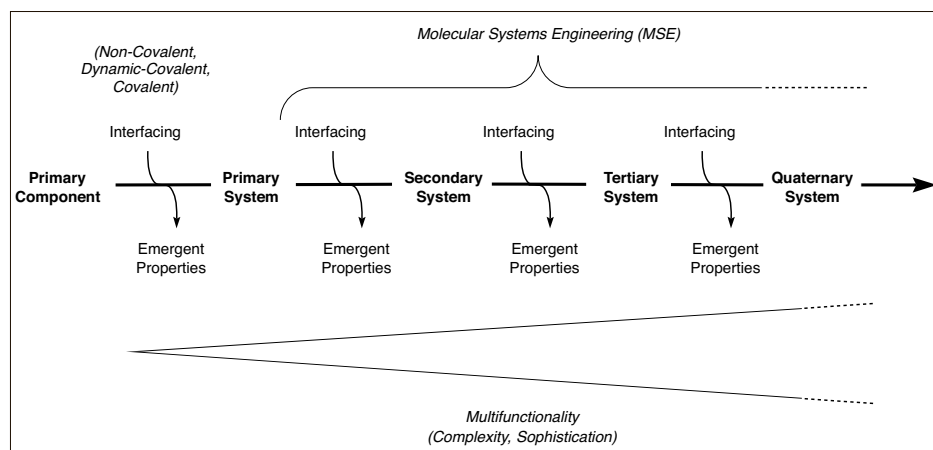 Molecular Systems Engineering (MSE)
(Non-Covalent,
Dynamic-Covalent,
Covalent)
Interfacing
Interfacing
Interfacing
Interfacing
Primary
Component
Primary
System
Secondary
System
Tertiary
System
Quaternary
System
Emergent
Properties
Emergent
Properties
Emergent
Properties
Emergent
Properties
Multifunctionality
(Complexity, Sophistication)